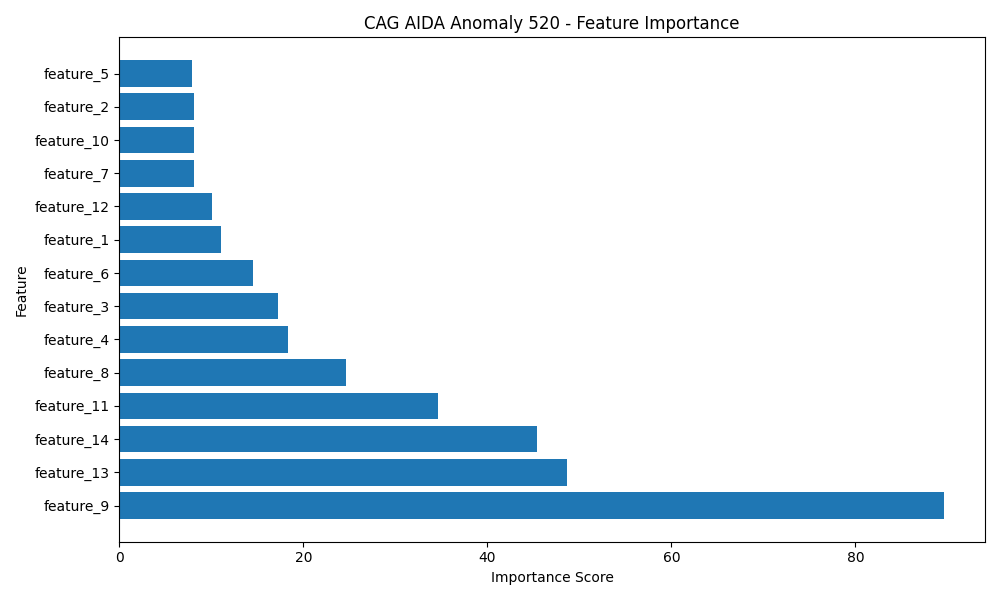 CAG AIDA Anomaly 520 - Feature Importance
feature_5
feature_2
feature_10
feature_7
feature_12
feature_1
feature_6
feature_3
feature_4
feature_8
feature_11
feature_14
feature_13
feature_9
Feature
0 20 40 60 80
Importance Score